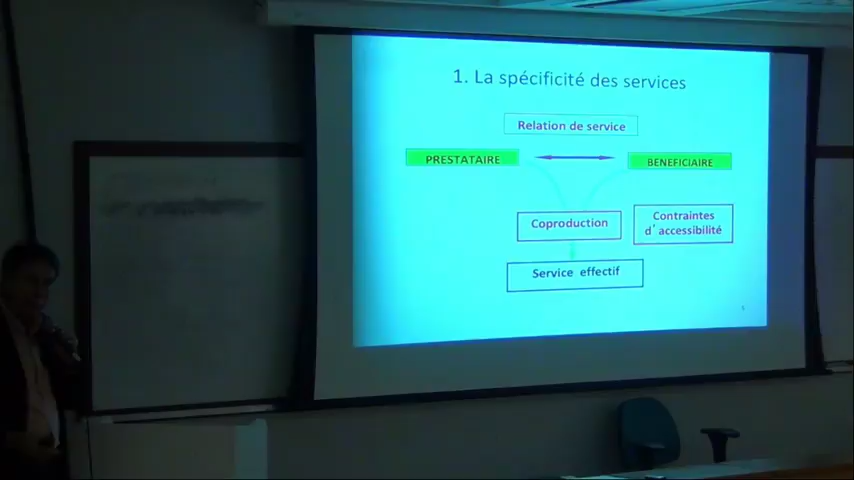 1. La spécificité des services
Relation de service
PRESTATAIRE
BENEFICIAIRE
Coproduction
Contraintes
d'accessibilité
Service effectif